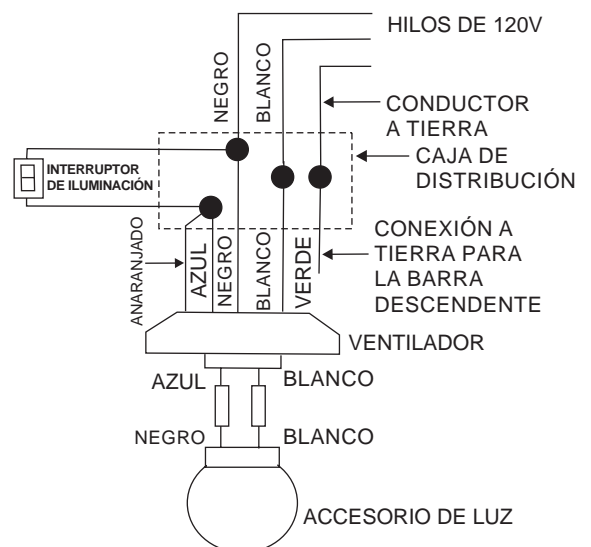 HILOS DE 120V
NEGRO
BLANCO
CONDUCTOR
A TIERRA
CAJA DE
DISTRIBUCIÓN
INTERRUPTOR
DE ILUMINACIÓN
ANARANJADO
AZUL
NEGRO
BLANCO
VERDE
CONEXIÓN A
TIERRA PARA
LA BARRA
DESCENDENTE
VENTILADOR
AZUL
BLANCO
NEGRO
BLANCO
ACCESORIO DE LUZ